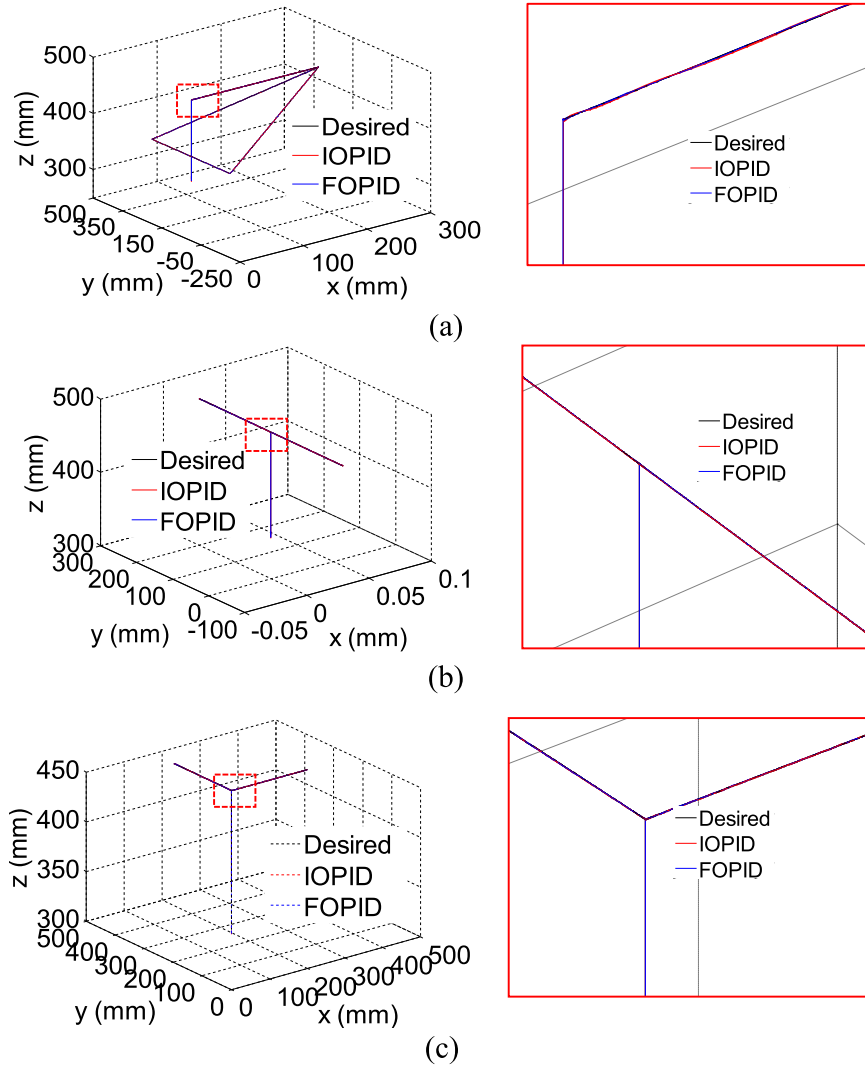 500
400
300
z (mm)
500
350
150
-50
-250
y (mm)
0
100
200
300
x (mm)
Desired
IOPID
FOPID
Desired
IOPID
FOPID
(a)
500
400
300
z (mm)
300
200
100
0
-100
y (mm)
-0.05
0
0.05
0.1
x (mm)
Desired
IOPID
FOPID
Desired
IOPID
FOPID
(b)
450
400
350
300
z (mm)
500
400
300
200
100
0
y (mm)
0
100
200
300
400
500
x (mm)
Desired
IOPID
FOPID
Desired
IOPID
FOPID
(c)